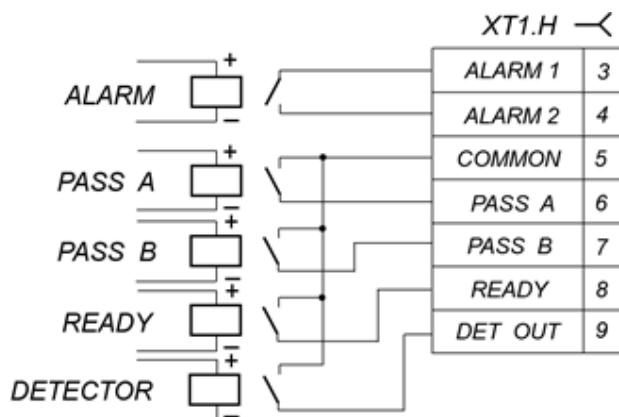 XT1.H
ALARM 1 3
ALARM 2 4
COMMON 5
PASS A 6
PASS B 7
READY 8
DET OUT 9
ALARM + −
PASS A + −
PASS B + −
READY + −
DETECTOR + −